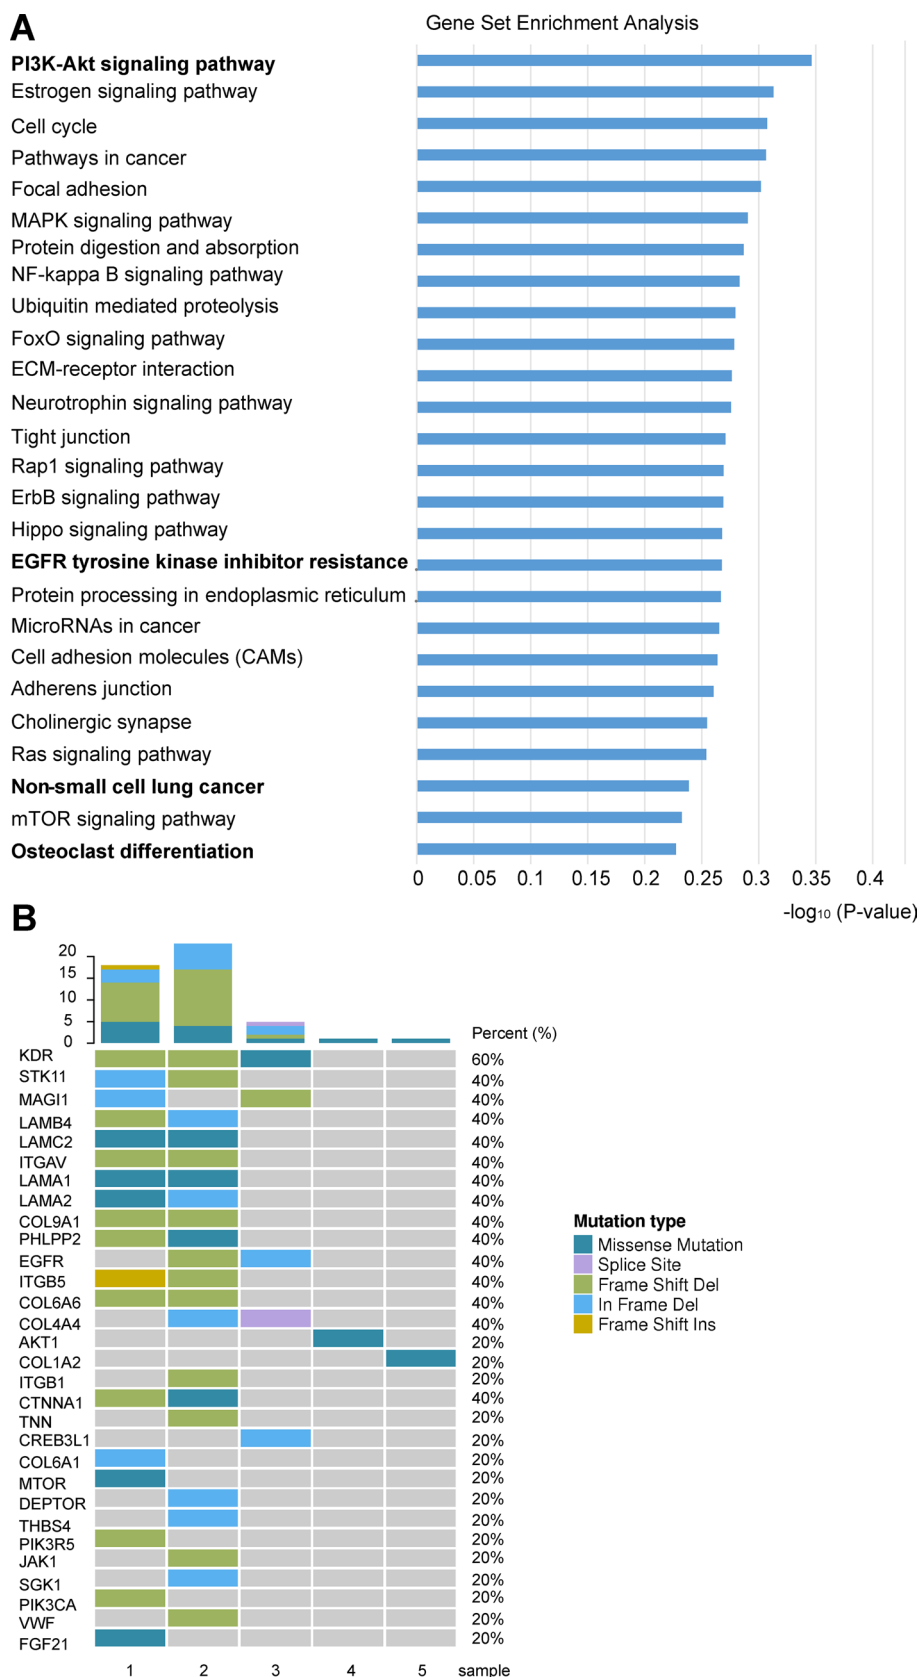 A
Gene Set Enrichment Analysis
PI3K-Akt signaling pathway
Estrogen signaling pathway
Cell cycle
Pathways in cancer
Focal adhesion
MAPK signaling pathway
Protein digestion and absorption
NF-kappa B signaling pathway
Ubiquitin mediated proteolysis
FoxO signaling pathway
ECM-receptor interaction
Neurotrophin signaling pathway
Tight junction
Rap1 signaling pathway
ErbB signaling pathway
Hippo signaling pathway
EGFR tyrosine kinase inhibitor resistance
Protein processing in endoplasmic reticulum
MicroRNAs in cancer
Cell adhesion molecules (CAMs)
Adherens junction
Cholinergic synapse
Ras signaling pathway
Non-small cell lung cancer
mTOR signaling pathway
Osteoclast differentiation
0 0.05 0.1 0.15 0.2 0.25 0.3 0.35 0.4
-log₁₀ (P-value)
B
20
15
10
5
0
Percent (%)
KDR 60%
STK11 40%
MAGI1 40%
LAMB4 40%
LAMC2 40%
ITGAV 40%
LAMA1 40%
LAMA2 40%
COL9A1 40%
PHLPP2 40%
EGFR 40%
ITGB5 40%
COL6A6 40%
COL4A4 40%
AKT1 20%
COL1A2 20%
ITGB1 20%
CTNNA1 40%
TNN 20%
CREB3L1 20%
COL6A1 20%
MTOR 20%
DEPTOR 20%
THBS4 20%
PIK3R5 20%
JAK1 20%
SGK1 20%
PIK3CA 20%
VWF 20%
FGF21 20%
1 2 3 4 5 sample
Mutation type
Missense Mutation
Splice Site
Frame Shift Del
In Frame Del
Frame Shift Ins